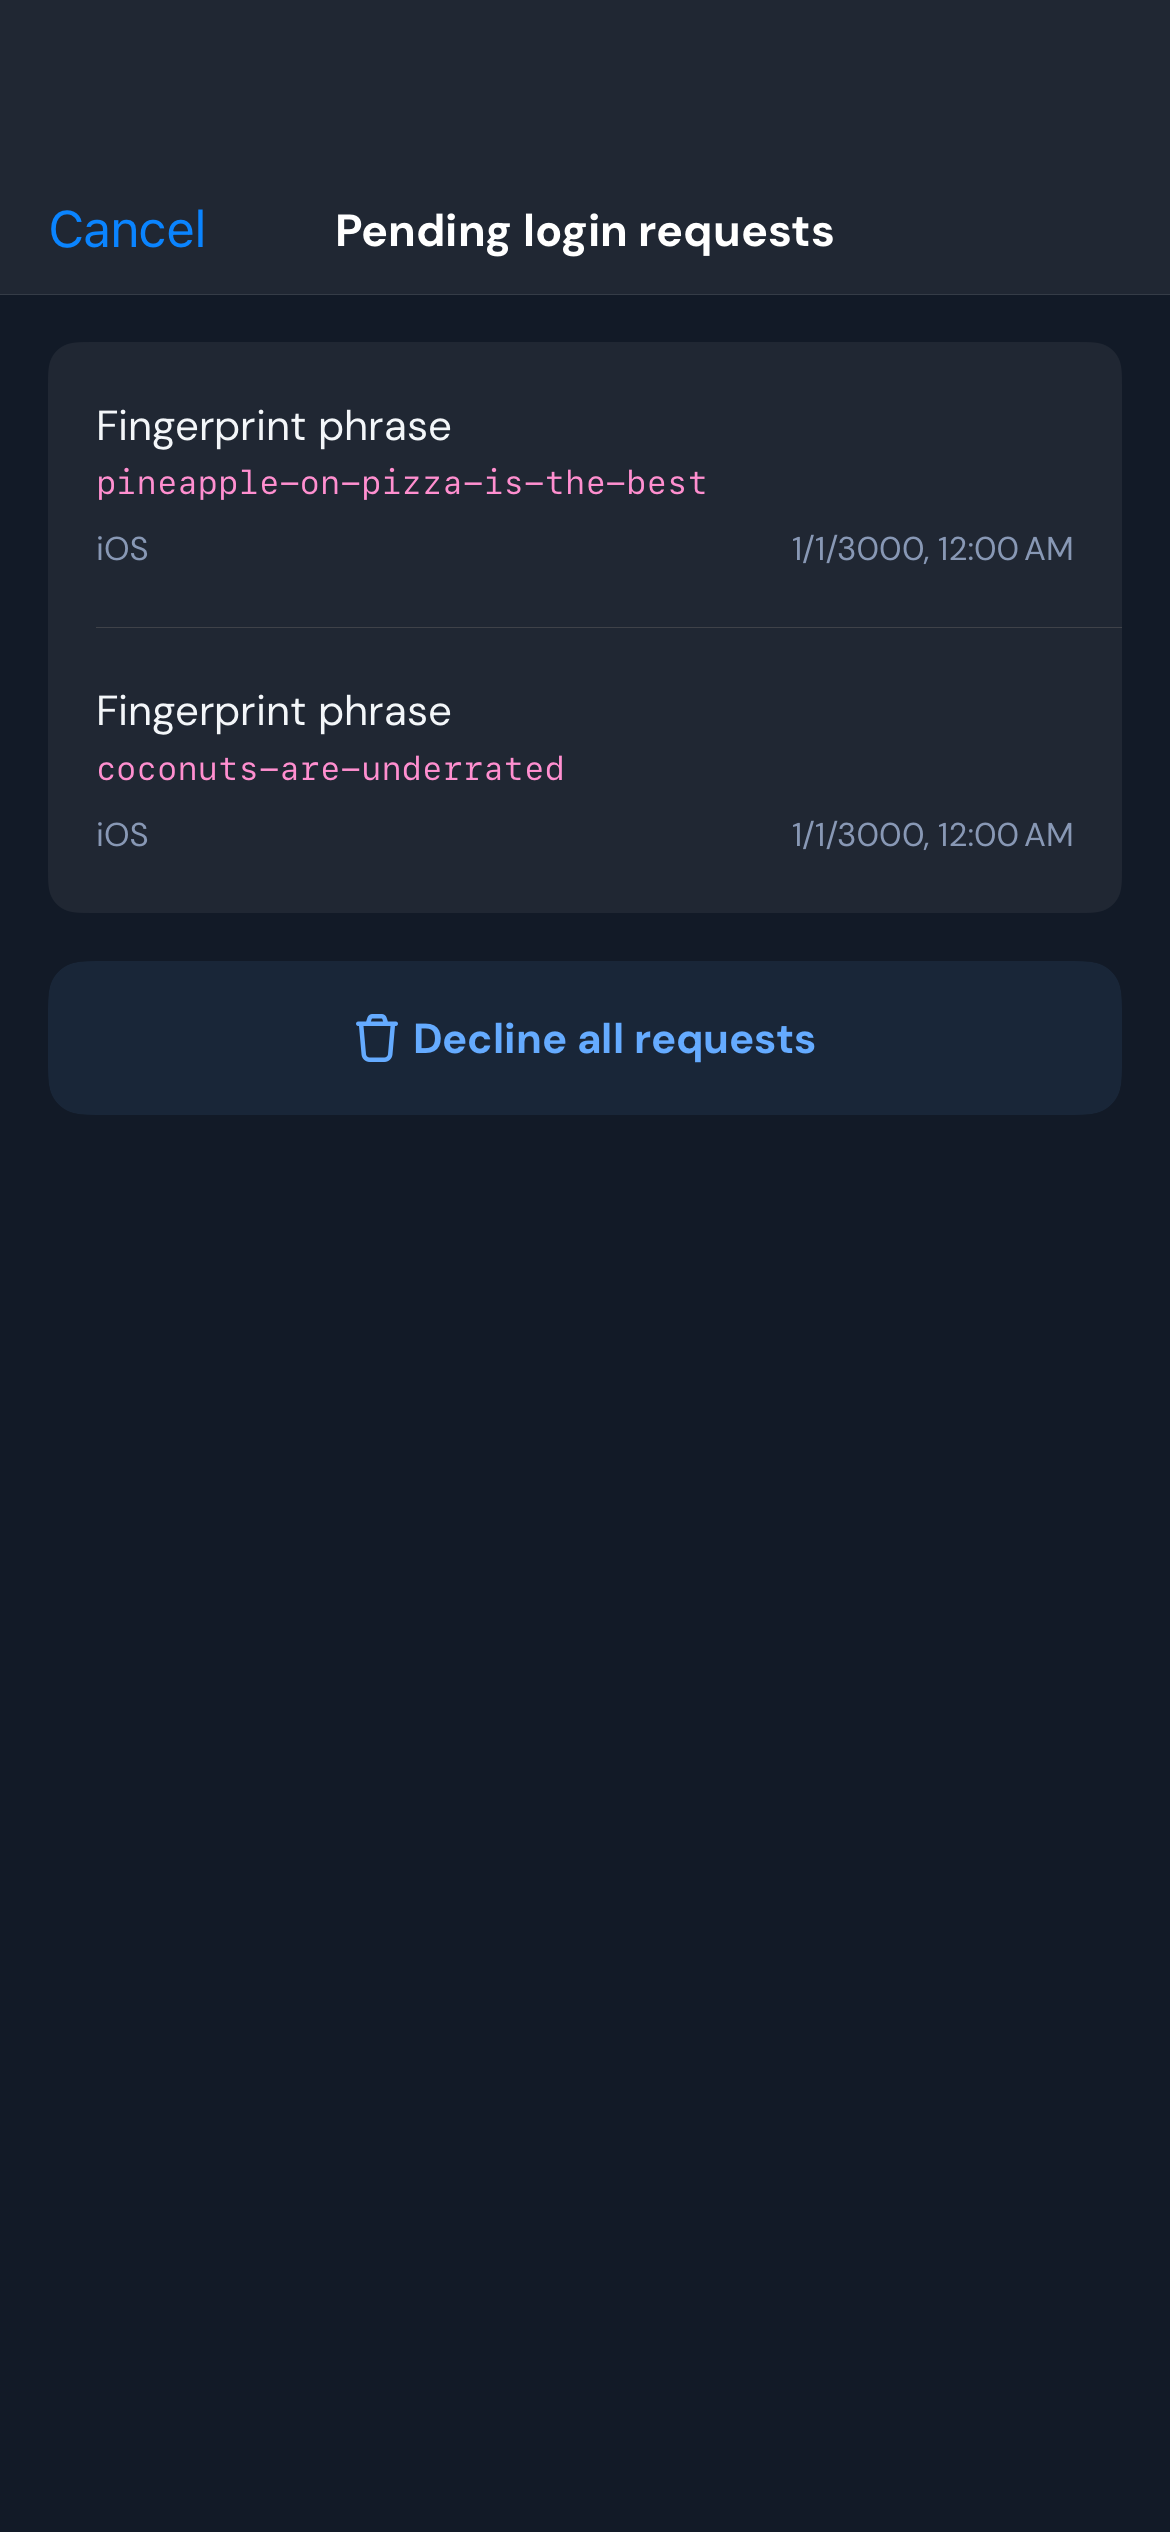 Cancel
Pending login requests
Fingerprint phrase
pineapple-on-pizza-is-the-best
iOS
1/1/3000, 12:00 AM
Fingerprint phrase
coconuts-are-underrated
iOS
1/1/3000, 12:00 AM
Decline all requests